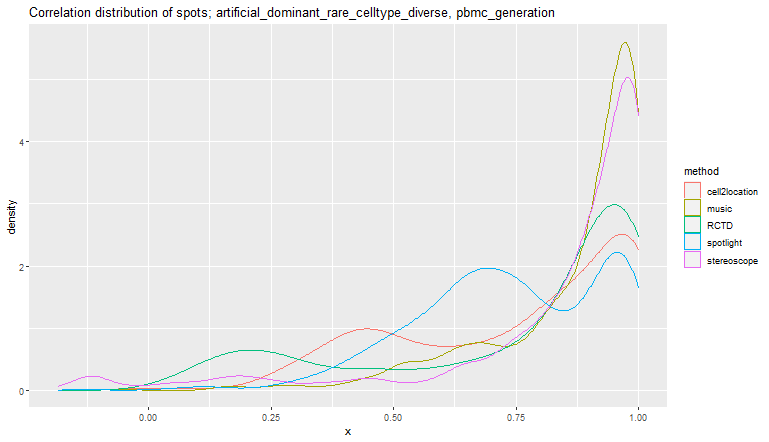 Correlation distribution of spots; artificial_dominant_rare_celltype_diverse, pbmc_generation
density
4
2
0
0.00 0.25 0.50 0.75 1.00
x
method
cell2location
music
RCTD
spotlight
stereoscope